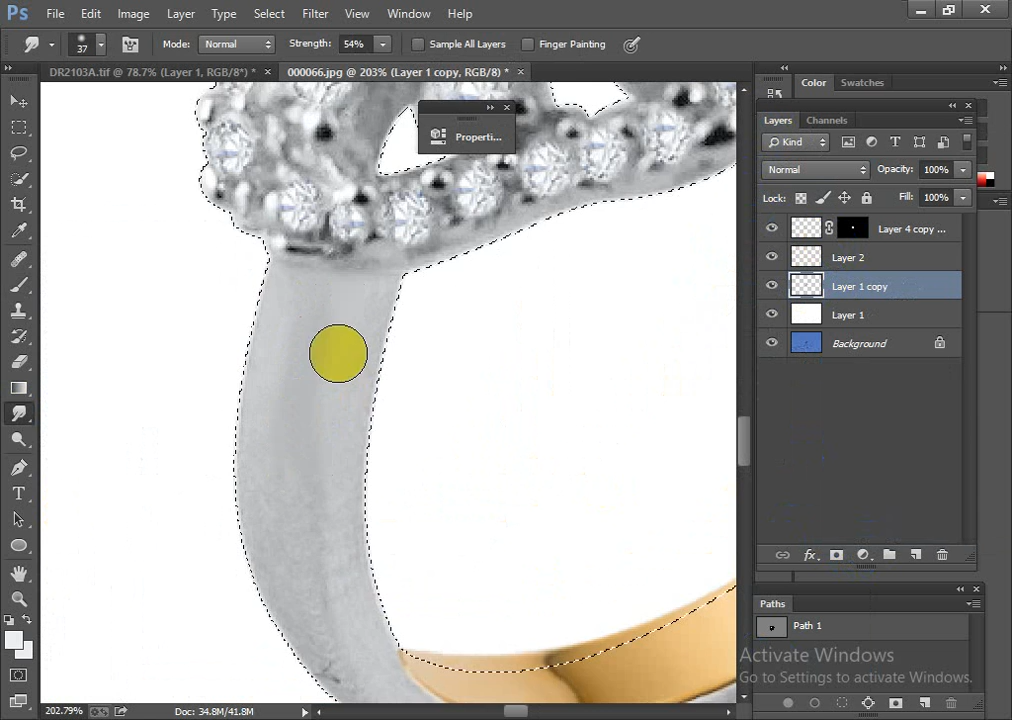 Ps File Edit Image Layer Type Select Filter View Window Help
37 Mode: Normal Strength: 54% Sample All Layers Finger Painting
DR2103A.tif @ 78.7% (Layer 1, RGB/8*) * × 000066.jpg @ 203% (Layer 1 copy, RGB/8) * ×
Color Swatches
Properti...
Layers Channels
Kind
Normal Opacity: 100%
Lock: Fill: 100%
Layer 4 copy ...
Layer 2
Layer 1 copy
Layer 1
Background
fx
Paths
Path 1
Activate Windows
Go to Settings to activate Windows.
202.79% Doc: 34.8M/41.8M